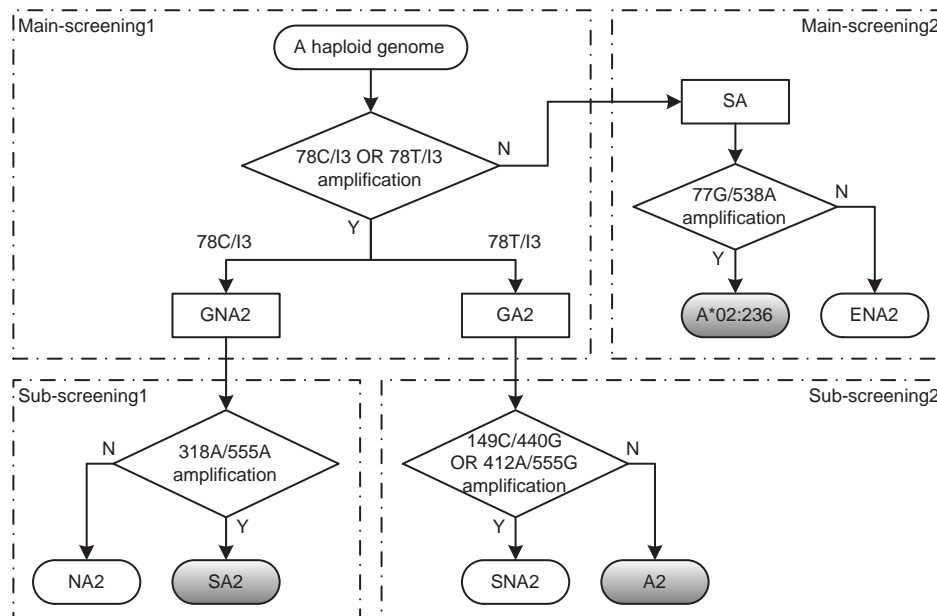 Main-screening1
Main-screening2
A haploid genome
SA
78C/I3 OR 78T/I3
amplification
N
Y
77G/538A
amplification
N
Y
78C/I3
78T/I3
GNA2
GA2
A*02:236
ENA2
Sub-screening1
Sub-screening2
318A/555A
amplification
N
Y
149C/440G
OR 412A/555G
amplification
N
Y
NA2
SA2
SNA2
A2